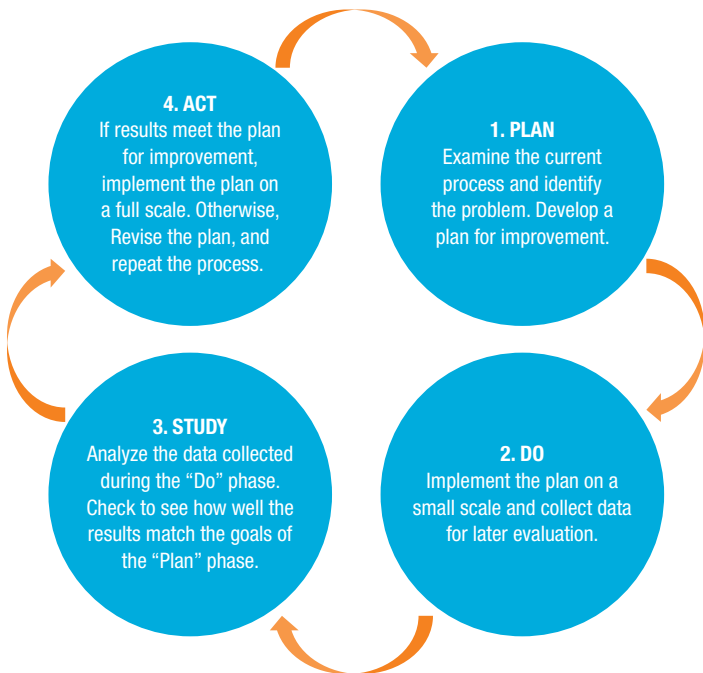 1. PLAN
Examine the current
process and identify
the problem. Develop a
plan for improvement.
2. DO
Implement the plan on a
small scale and collect data
for later evaluation.
3. STUDY
Analyze the data collected
during the “Do” phase.
Check to see how well the
results match the goals of
the “Plan” phase.
4. ACT
If results meet the plan
for improvement,
implement the plan on
a full scale. Otherwise,
Revise the plan, and
repeat the process.